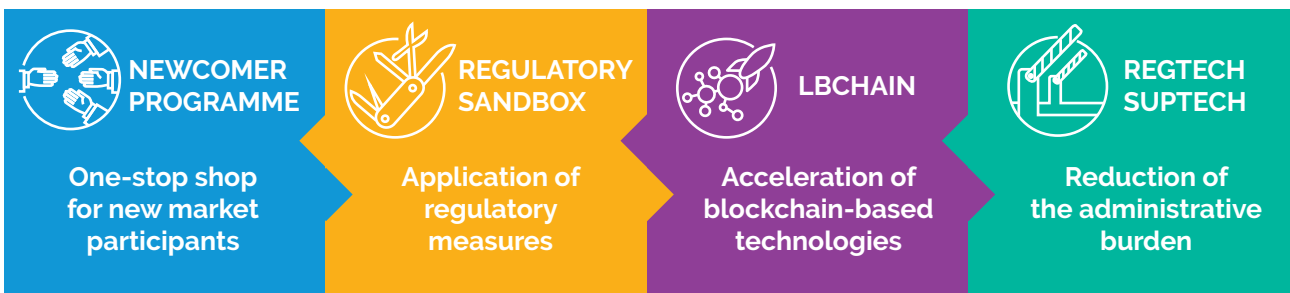 NEWCOMER
PROGRAMME
One-stop shop
for new market
participants
REGULATORY
SANDBOX
Application of
regulatory
measures
LBCHAIN
Acceleration of
blockchain-based
technologies
REGTECH
SUPTECH
Reduction of
the administrative
burden